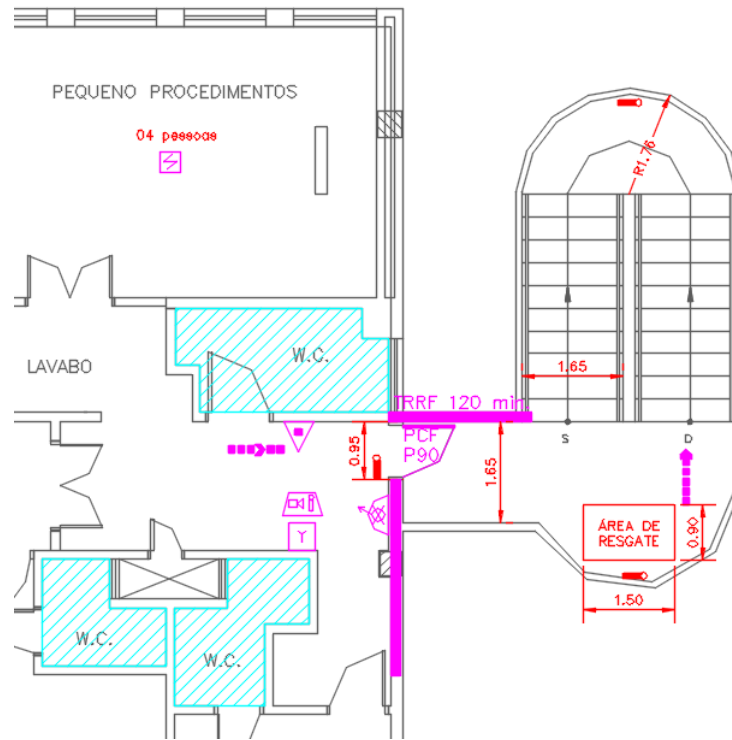 PEQUENO PROCEDIMENTOS
04 pessoas
R1.76
W.C.
LAVABO
1.65
TRRF 120 min
PCF
P90
0.95
1.65
S
D
ÁREA DE
RESGATE
0.90
1.50
Y
W.C.
W.C.